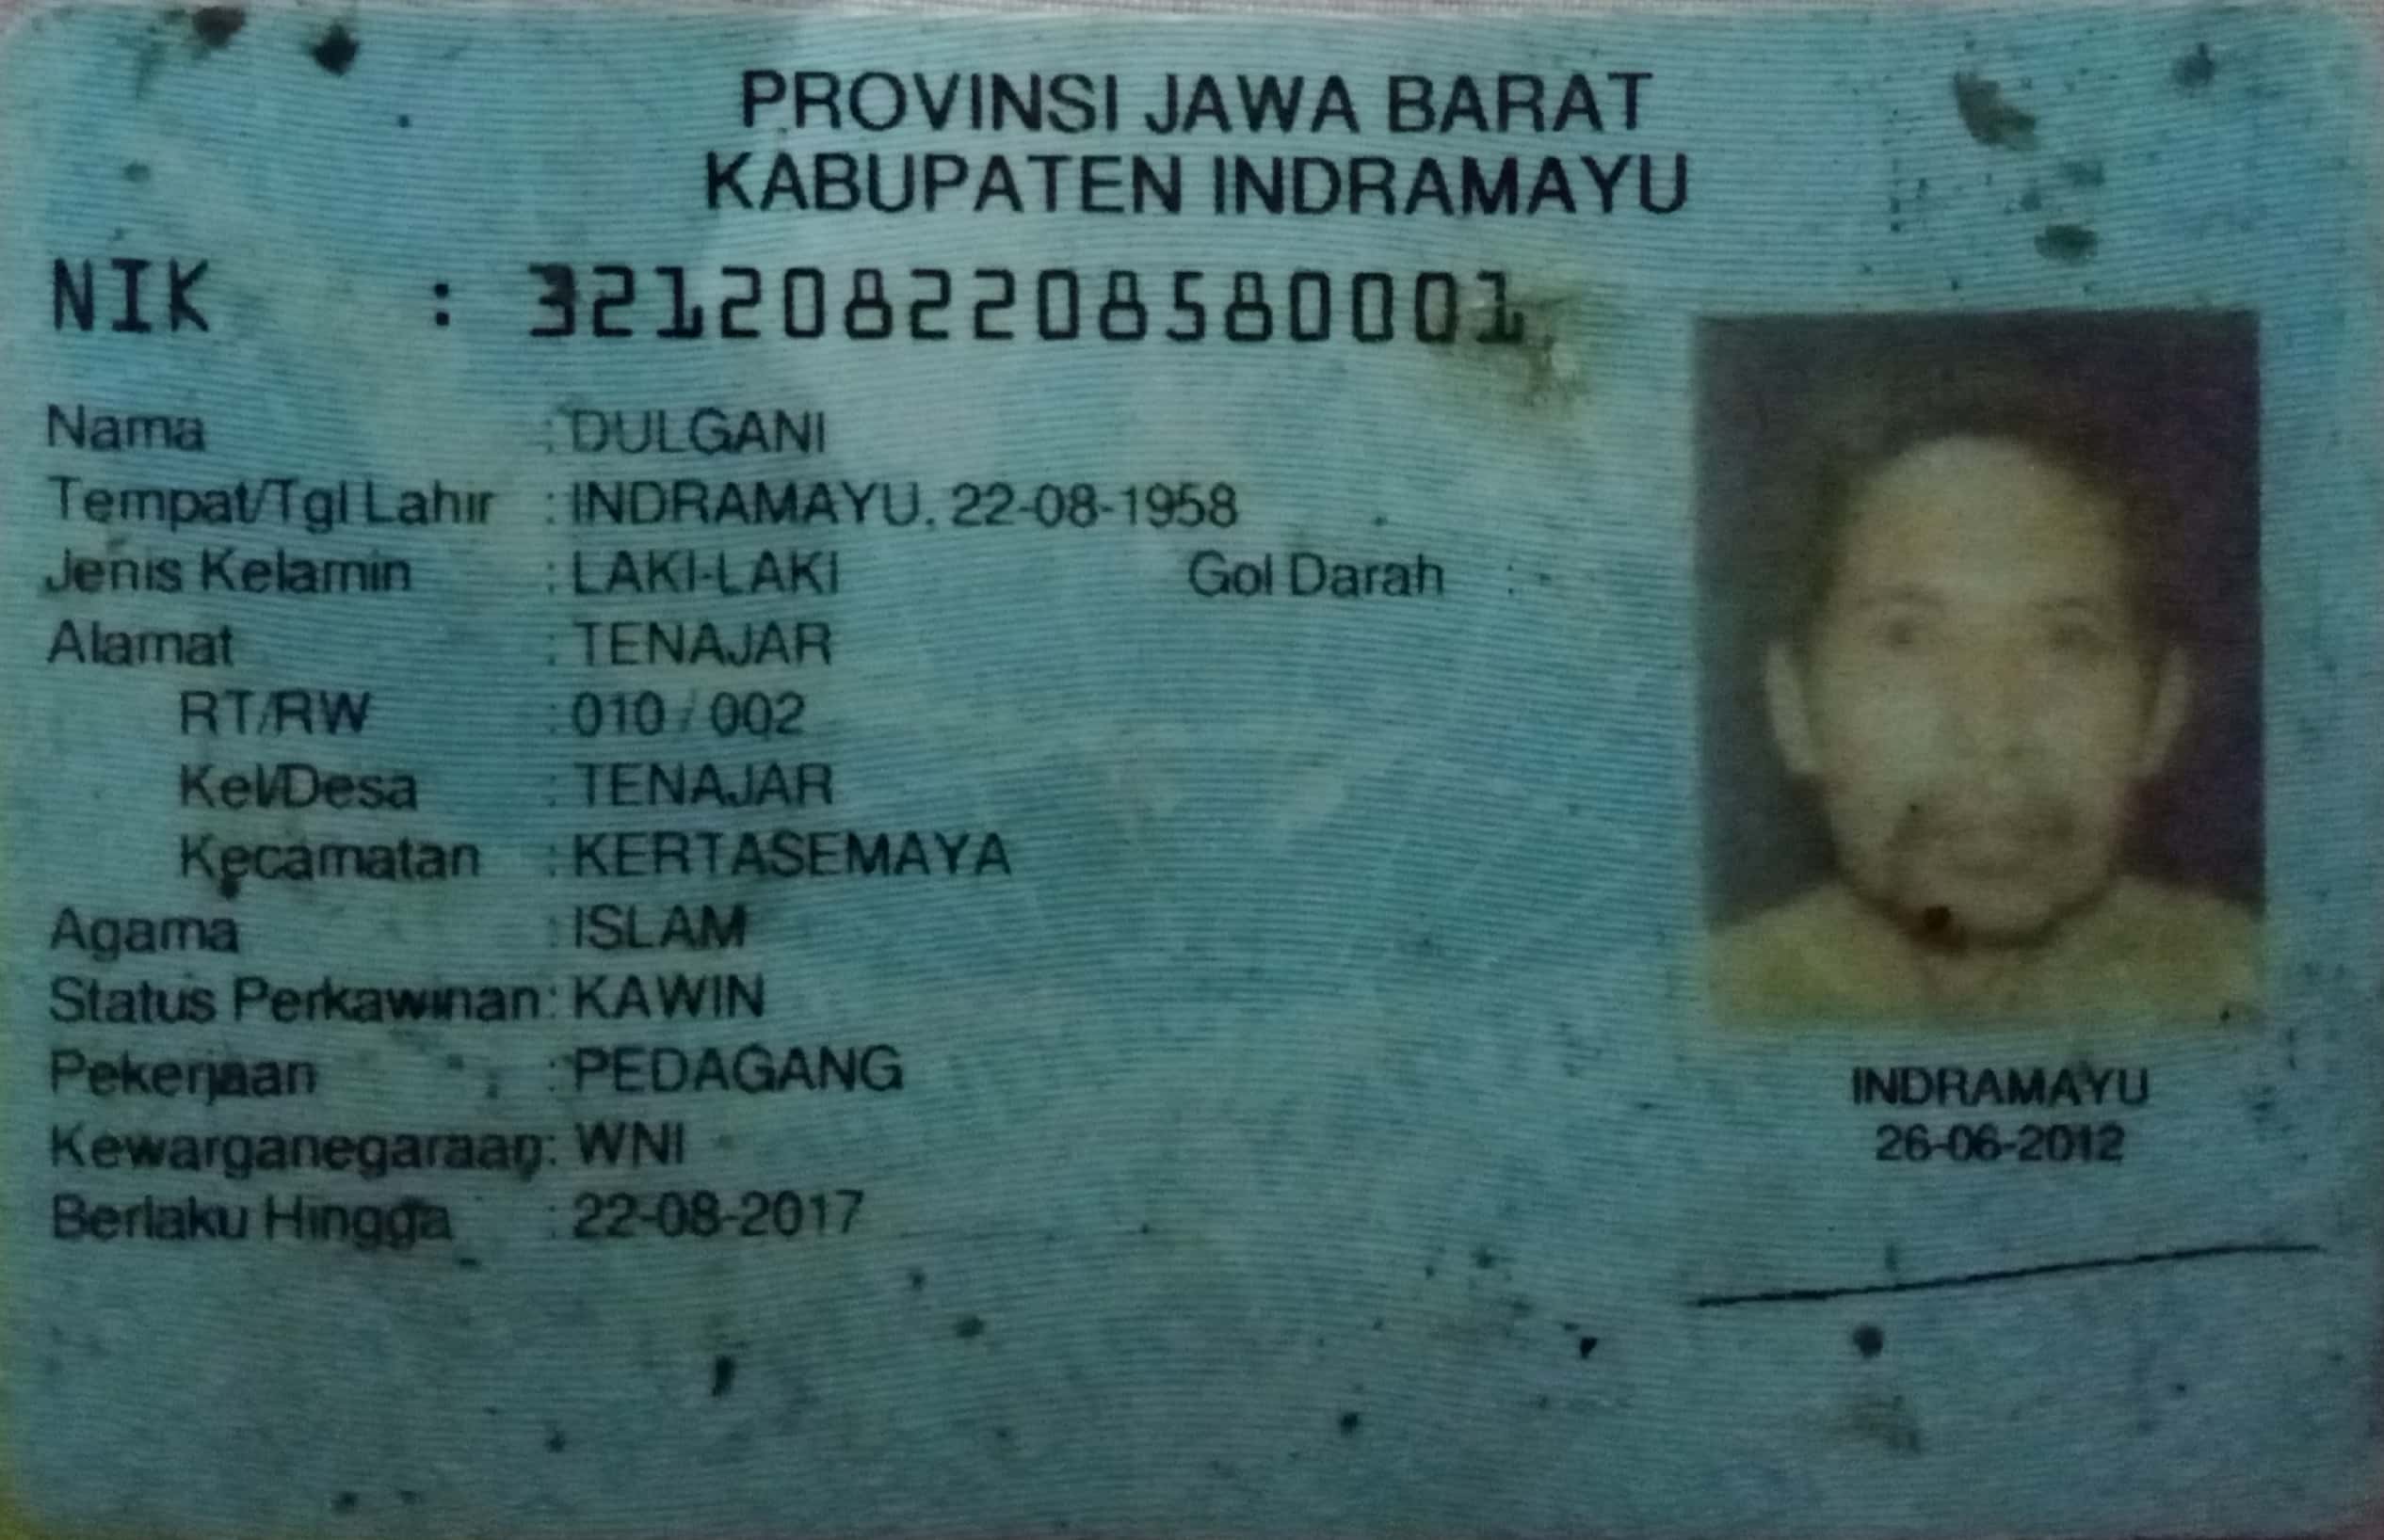 PROVINSI JAWA BARAT
KABUPATEN INDRAMAYU
NIK : 3212082208580001
Nama : DULGANI
Tempat/Tgl Lahir : INDRAMAYU, 22-08-1958
Jenis Kelamin : LAKI-LAKI Gol Darah : -
Alamat : TENAJAR
RT/RW : 010 / 002
Kel/Desa : TENAJAR
Kecamatan : KERTASEMAYA
Agama : ISLAM
Status Perkawinan : KAWIN
Pekerjaan : PEDAGANG
Kewarganegaraan : WNI
Berlaku Hingga : 22-08-2017
INDRAMAYU
26-06-2012